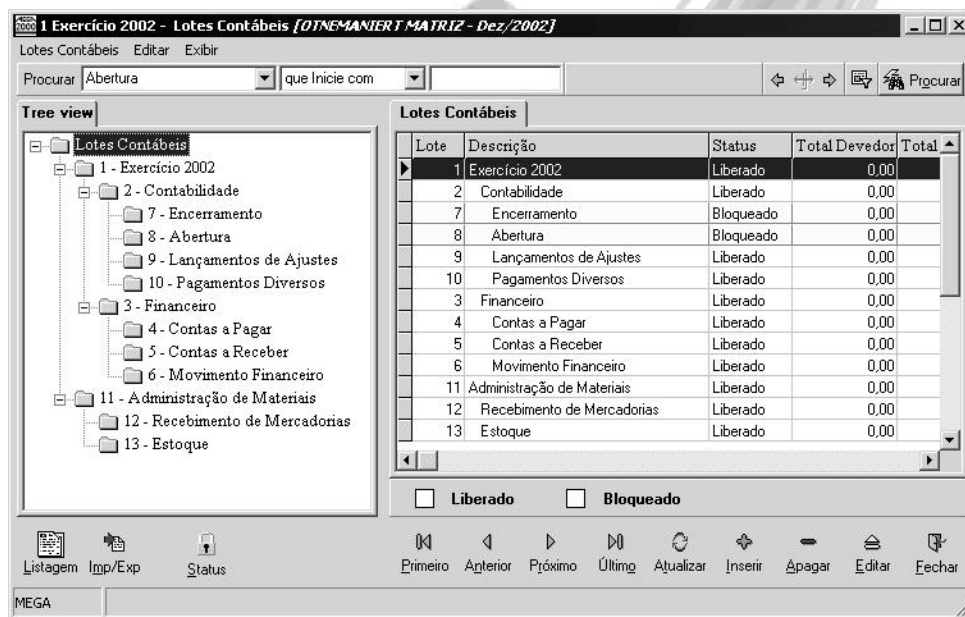 1 Exercício 2002 - Lotes Contábeis [OTNEMANIERT MATRIZ - Dez/2002]
Lotes Contábeis Editar Exibir
Procurar Abertura que Inicie com Procurar
Tree view
Lotes Contábeis
1 - Exercício 2002
2 - Contabilidade
7 - Encerramento
8 - Abertura
9 - Lançamentos de Ajustes
10 - Pagamentos Diversos
3 - Financeiro
4 - Contas a Pagar
5 - Contas a Receber
6 - Movimento Financeiro
11 - Administração de Materiais
12 - Recebimento de Mercadorias
13 - Estoque
Lotes Contábeis
Lote Descrição Status Total Devedor Total
1 Exercício 2002 Liberado 0,00
2 Contabilidade Liberado 0,00
7 Encerramento Bloqueado 0,00
8 Abertura Bloqueado 0,00
9 Lançamentos de Ajustes Liberado 0,00
10 Pagamentos Diversos Liberado 0,00
3 Financeiro Liberado 0,00
4 Contas a Pagar Liberado 0,00
5 Contas a Receber Liberado 0,00
6 Movimento Financeiro Liberado 0,00
11 Administração de Materiais Liberado 0,00
12 Recebimento de Mercadorias Liberado 0,00
13 Estoque Liberado 0,00
Liberado Bloqueado
Listagem Imp/Exp Status Primeiro Anterior Próximo Último Atualizar Inserir Apagar Editar Fechar
MEGA